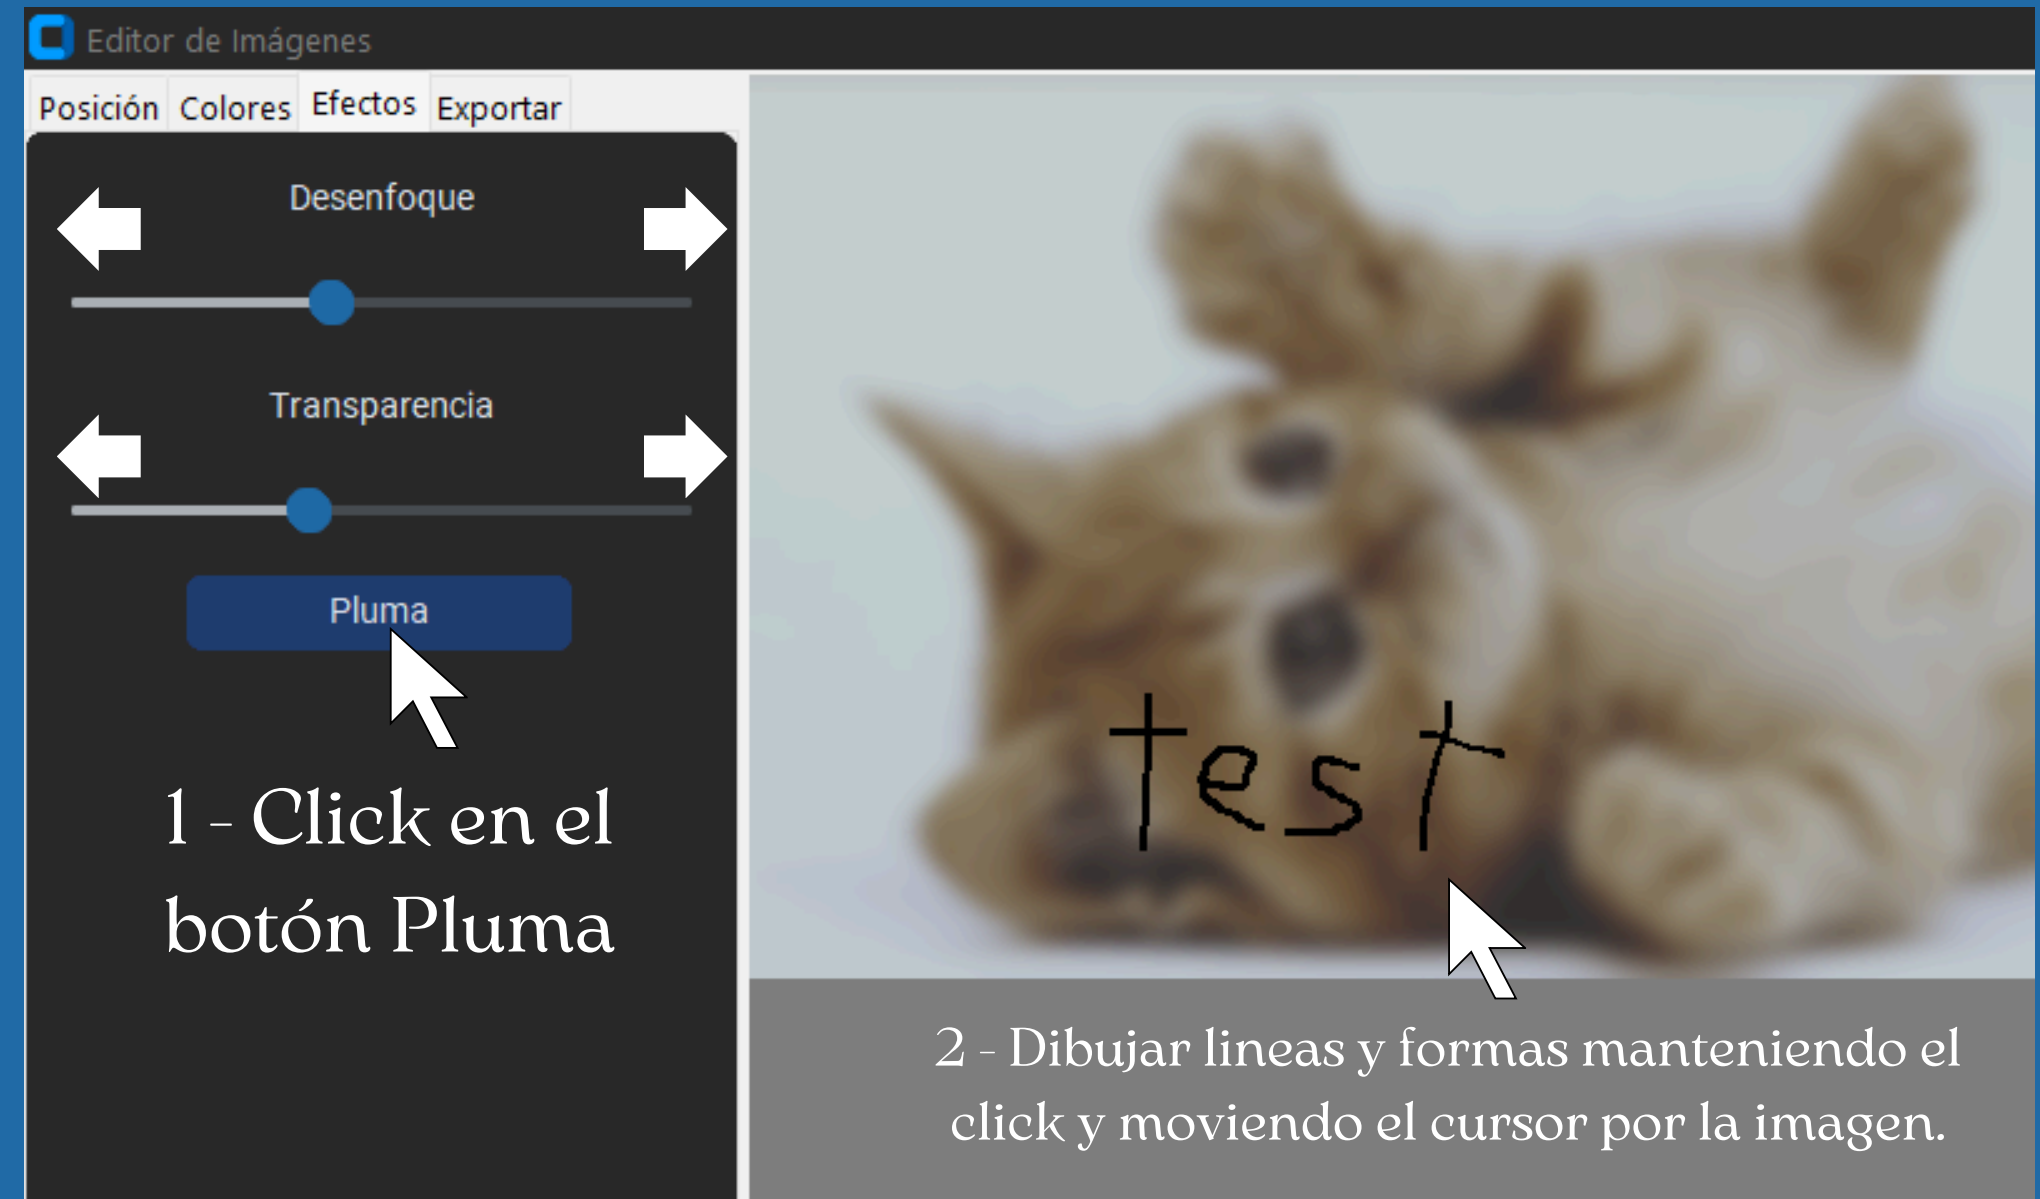 Editor de Imágenes
Posición Colores Efectos Exportar
Desenfoque
Transparencia
Pluma
1 - Click en el
botón Pluma
test
2 - Dibujar lineas y formas manteniendo el
click y moviendo el cursor por la imagen.